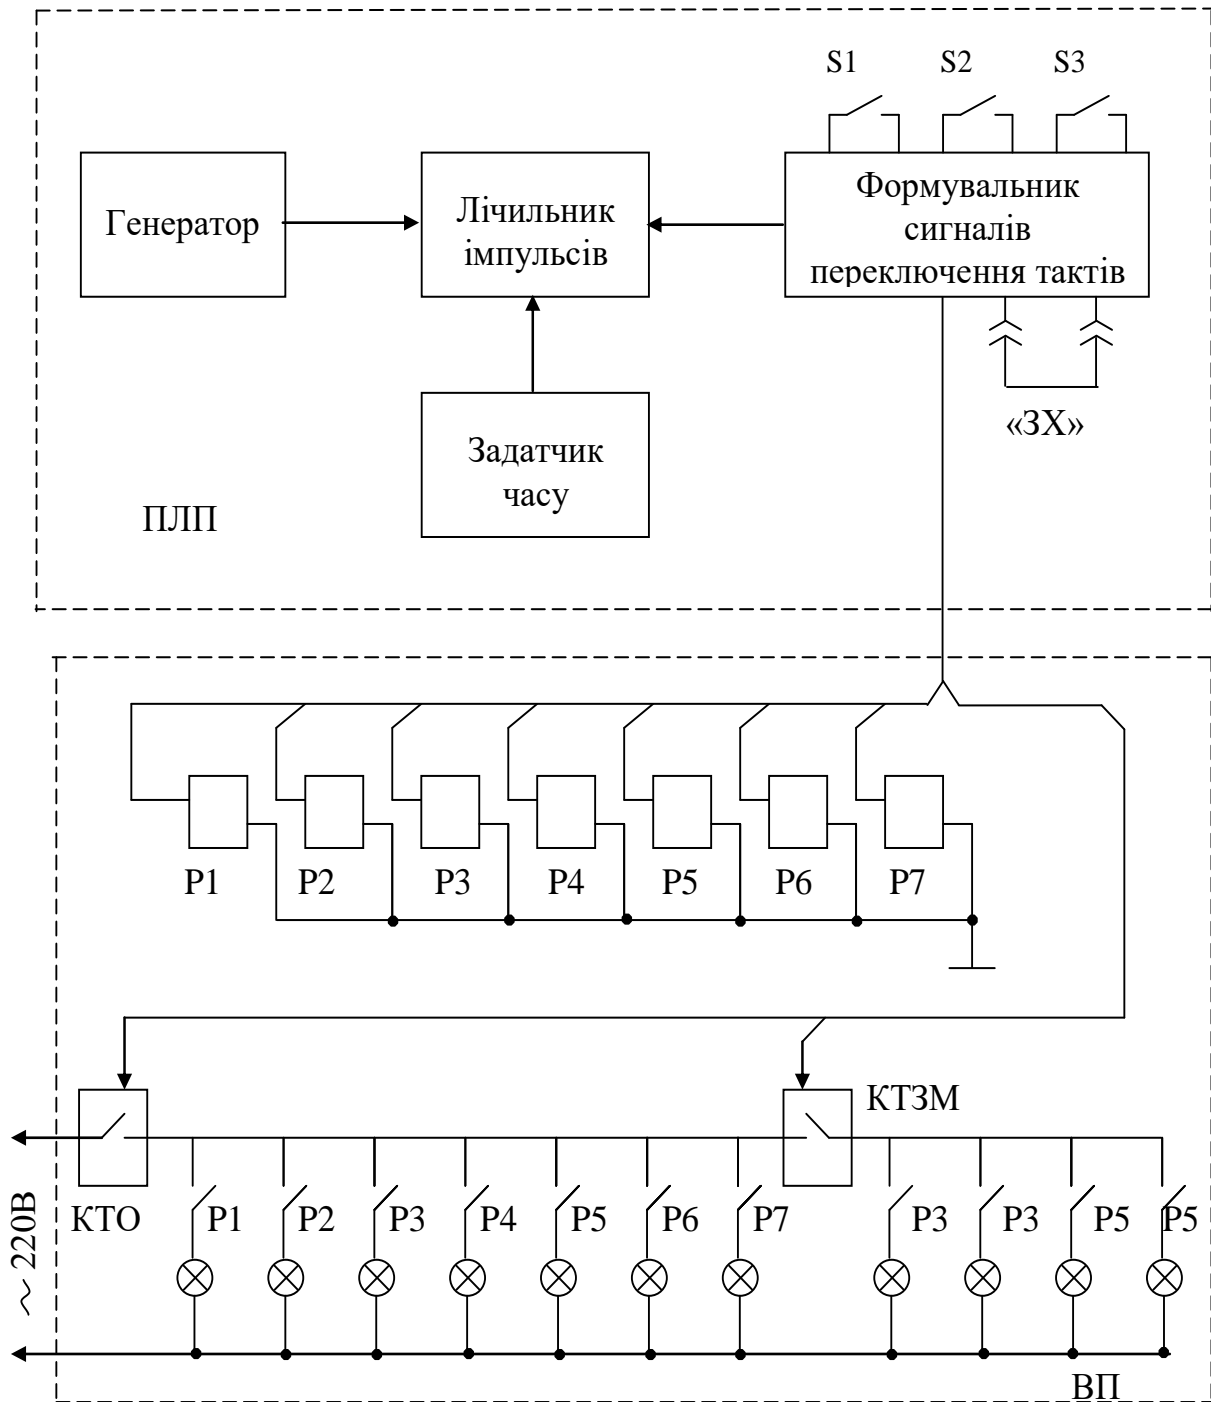 S1 S2 S3
Генератор
Лічильник
імпульсів
Формувальник
сигналів
переключення тактів
«ЗХ»
Задатчик
часу
ПЛП
Р1 Р2 Р3 Р4 Р5 Р6 Р7
КТЗМ
КТО Р1 Р2 Р3 Р4 Р5 Р6 Р7 Р3 Р3 Р5 Р5
~ 220В
ВП